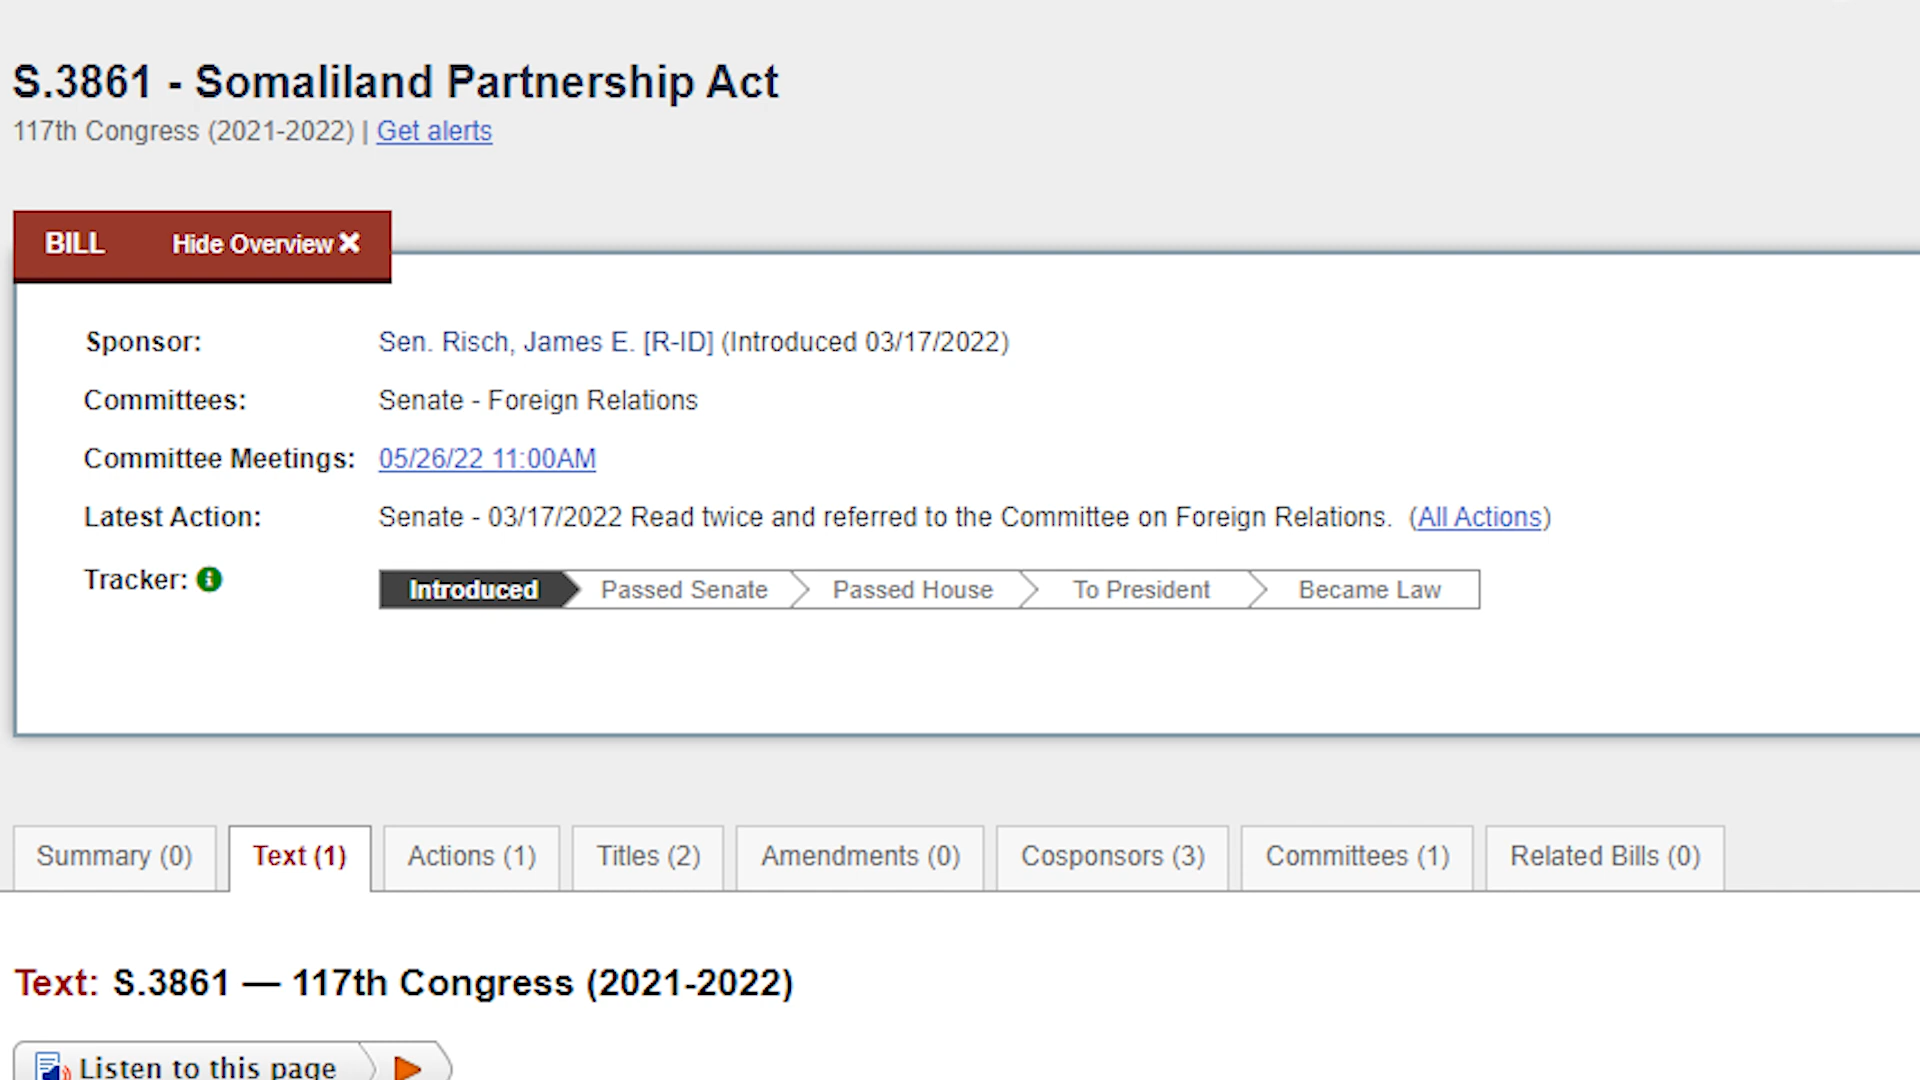 S.3861 - Somaliland Partnership Act
117th Congress (2021-2022) | Get alerts
BILL Hide Overview ✕
Sponsor: Sen. Risch, James E. [R-ID] (Introduced 03/17/2022)
Committees: Senate - Foreign Relations
Committee Meetings: 05/26/22 11:00AM
Latest Action: Senate - 03/17/2022 Read twice and referred to the Committee on Foreign Relations. (All Actions)
Tracker: Introduced Passed Senate Passed House To President Became Law
Summary (0) Text (1) Actions (1) Titles (2) Amendments (0) Cosponsors (3) Committees (1) Related Bills (0)
Text: S.3861 — 117th Congress (2021-2022)
Listen to this page